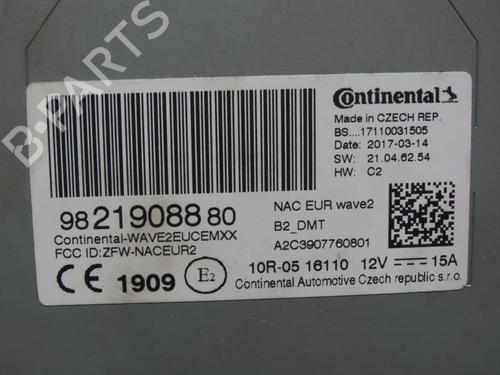 B-PARTS
Continental
Made in CZECH REP.
BS....17110031505
Date: 2017-03-14
SW: 21.04.62.54
HW: C2
98 219088 80
Continental-WAVE2EUCEMXX
FCC ID:ZFW-NACEUR2
CE 1909 E2
NAC EUR wave2
B2_DMT
A2C3907760801
10R-05 16110 12V 15A
Continental Automotive Czech republic s.r.o.